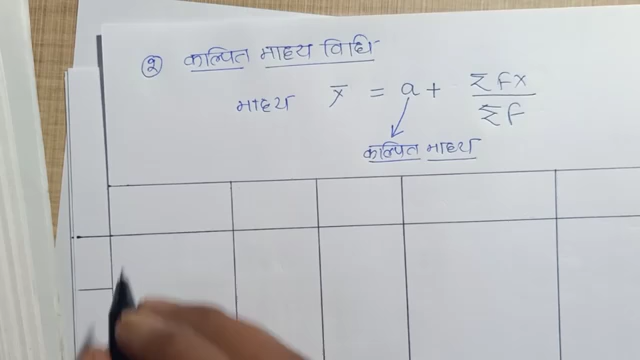 ② कल्पित माध्य विधि
माध्य x̄ = a + Σfx / Σf
कल्पित माध्य